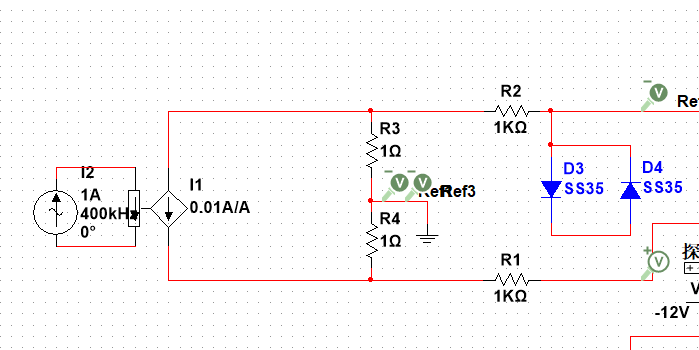 R2
Re
1KΩ
R3
1Ω
I2
1A
400kH
0°
I1
0.01A/A
Ref3
D3
SS35
D4
SS35
R4
1Ω
R1
1KΩ
探
V
-12V